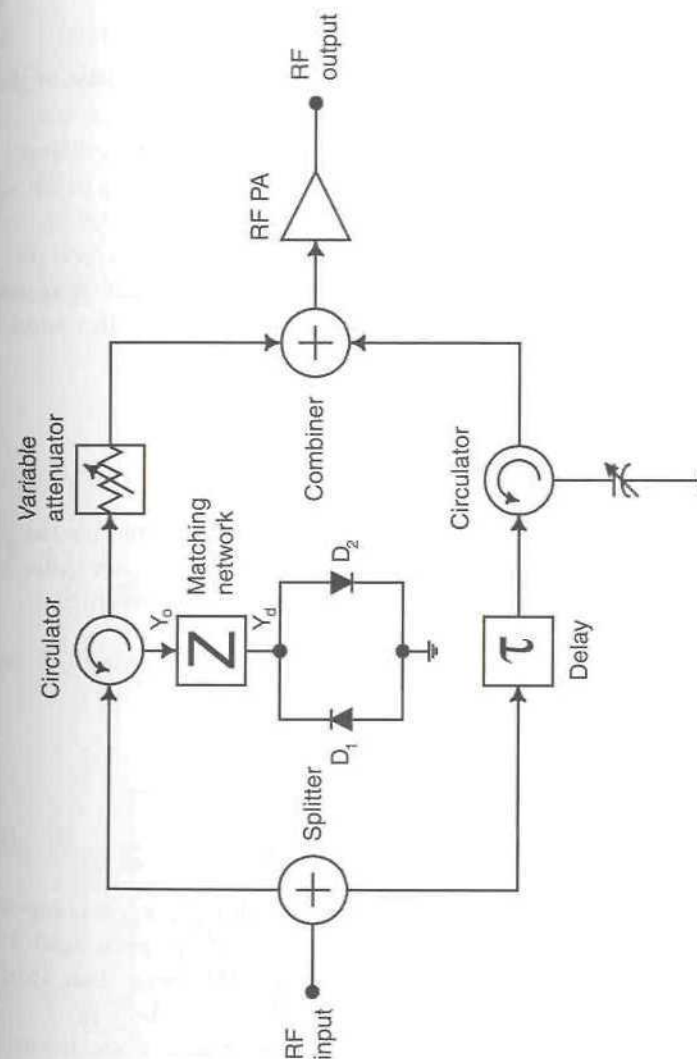 RF
input
Splitter
Circulator
Y₀
Matching
network
Z
Y_d
D₁
D₂
Variable
attenuator
Combiner
RF PA
RF
output
τ
Delay
Circulator